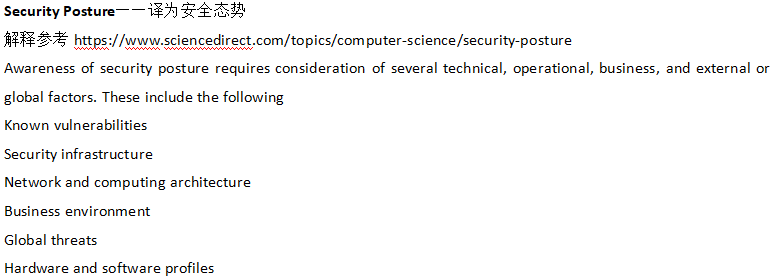 Security Posture——译为安全态势
解释参考 https://www.sciencedirect.com/topics/computer-science/security-posture
Awareness of security posture requires consideration of several technical, operational, business, and external or
global factors. These include the following
Known vulnerabilities
Security infrastructure
Network and computing architecture
Business environment
Global threats
Hardware and software profiles